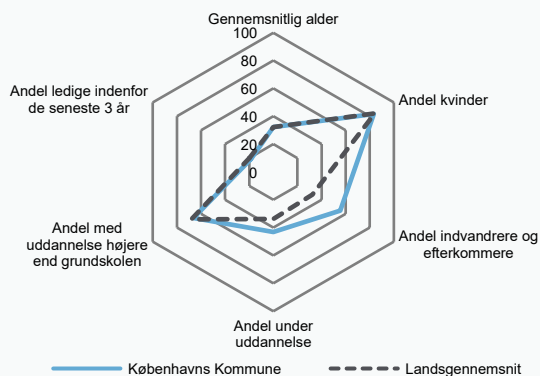 Gennemsnitlig alder
100
80
60
40
20
0
Andel kvinder
Andel indvandrere og
efterkommere
Andel under
uddannelse
Andel med
uddannelse højere
end grundskolen
Andel ledige indenfor
de seneste 3 år
Københavns Kommune
Landsgennemsnit